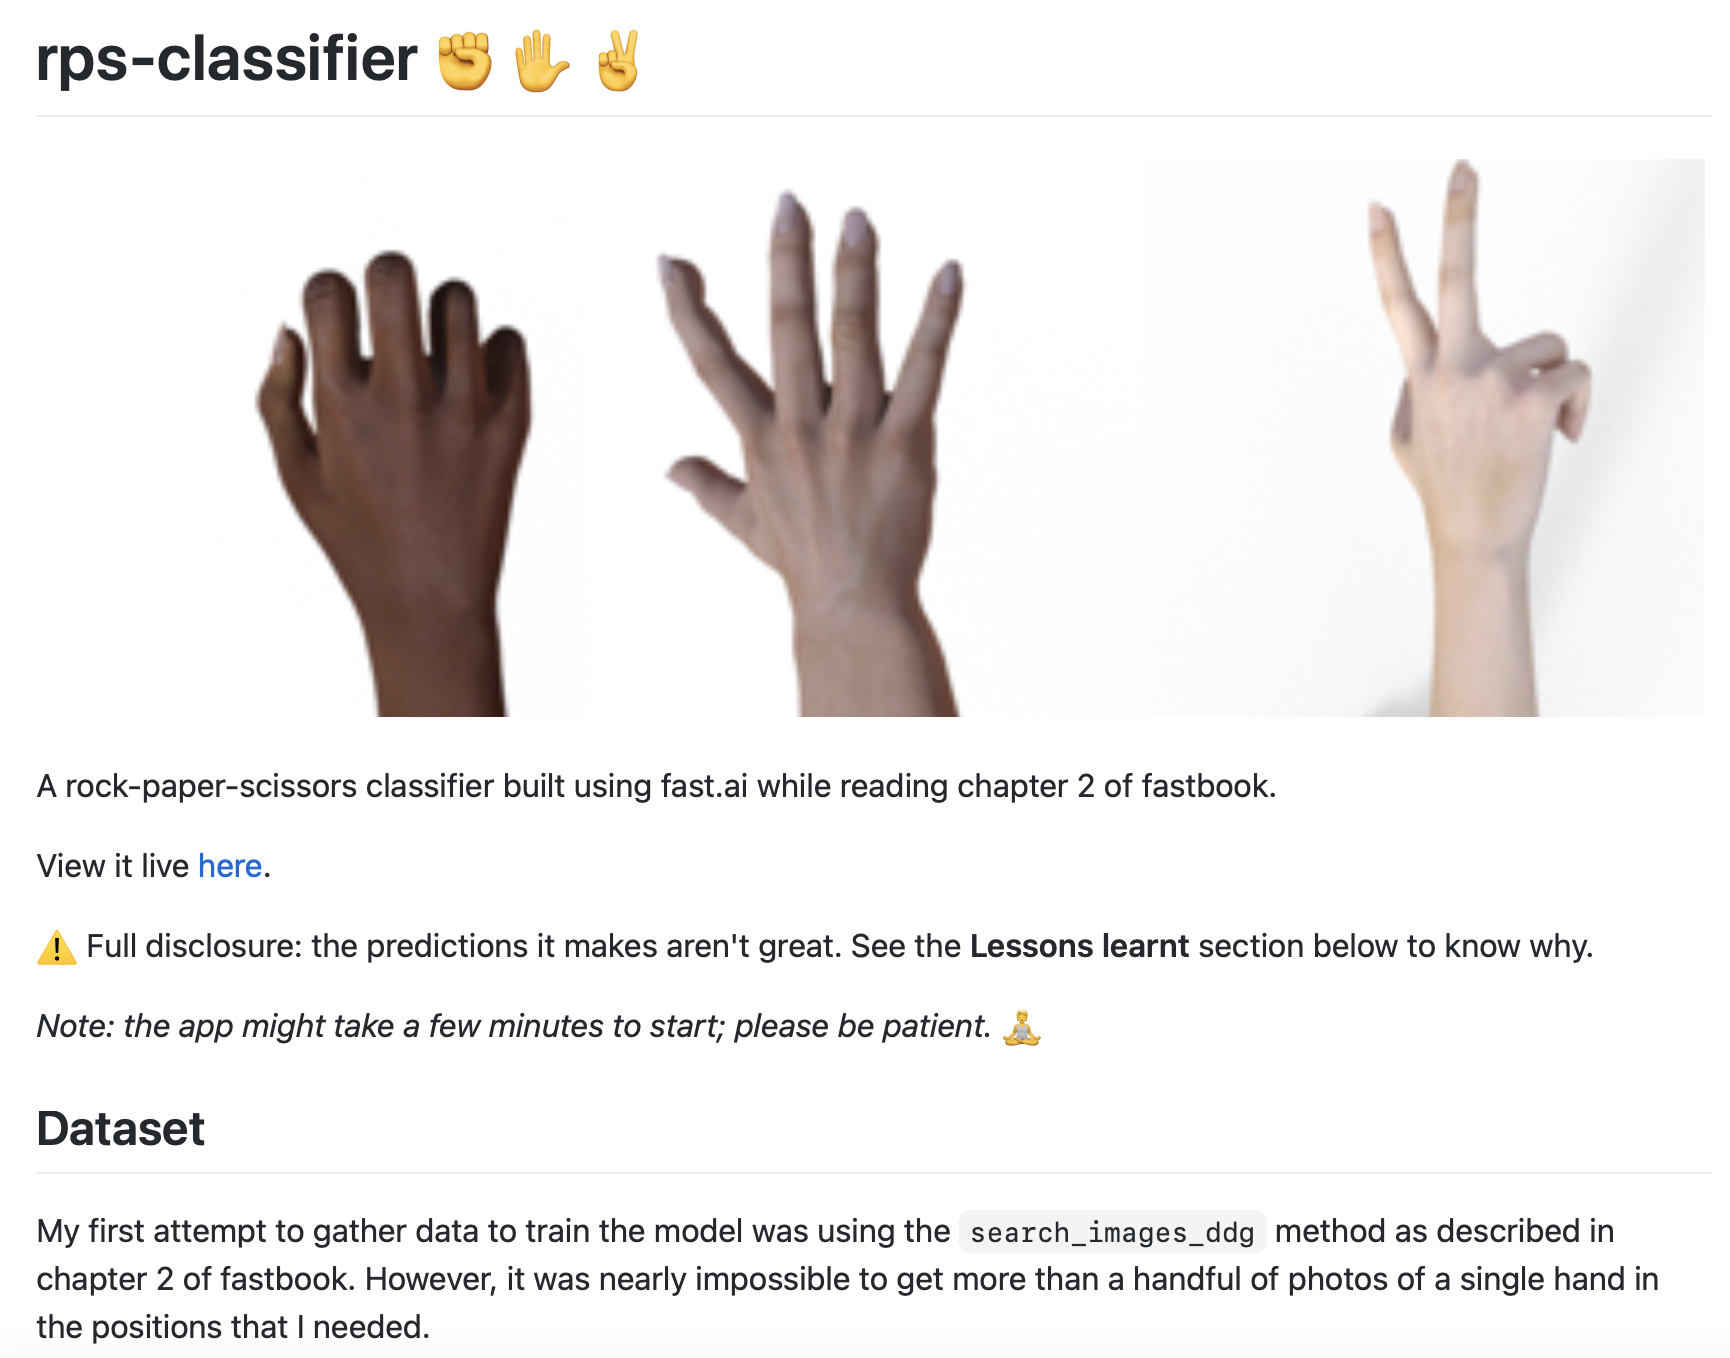 rps-classifier ✊ ✋ ✌️
A rock-paper-scissors classifier built using fast.ai while reading chapter 2 of fastbook.
View it live here.
⚠️ Full disclosure: the predictions it makes aren't great. See the Lessons learnt section below to know why.
Note: the app might take a few minutes to start; please be patient. 🧘
Dataset
My first attempt to gather data to train the model was using the search_images_ddg method as described in
chapter 2 of fastbook. However, it was nearly impossible to get more than a handful of photos of a single hand in
the positions that I needed.